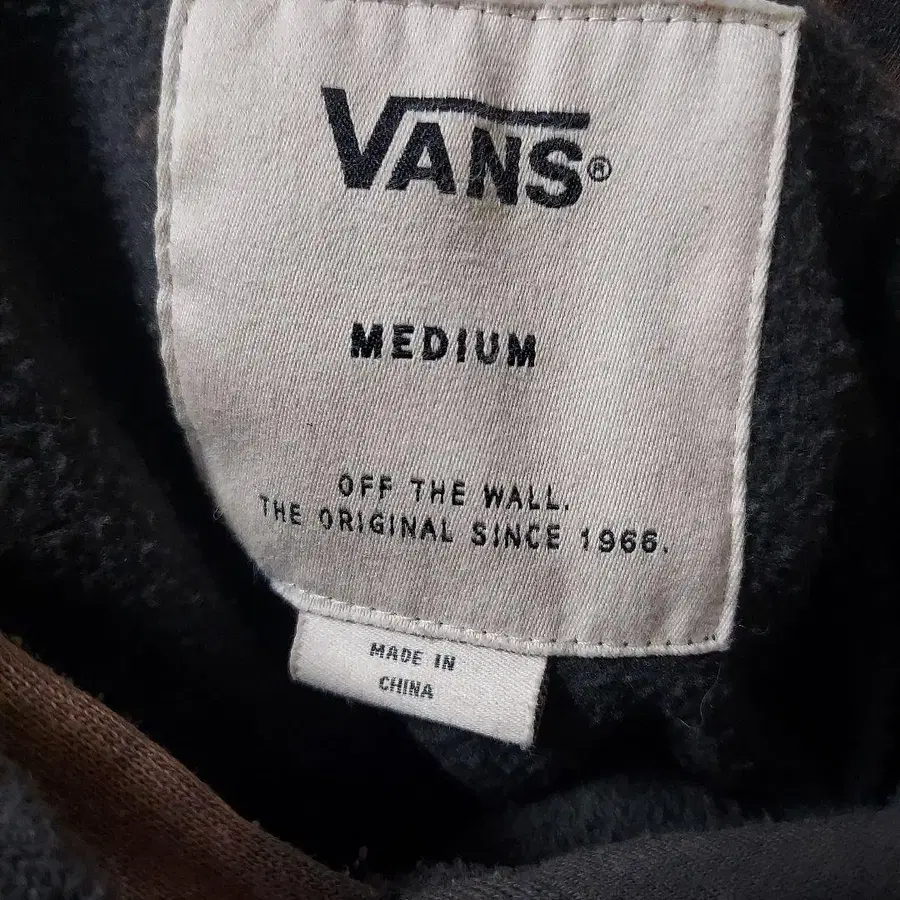 VANS®
MEDIUM
OFF THE WALL.
THE ORIGINAL SINCE 1966.
MADE IN
CHINA